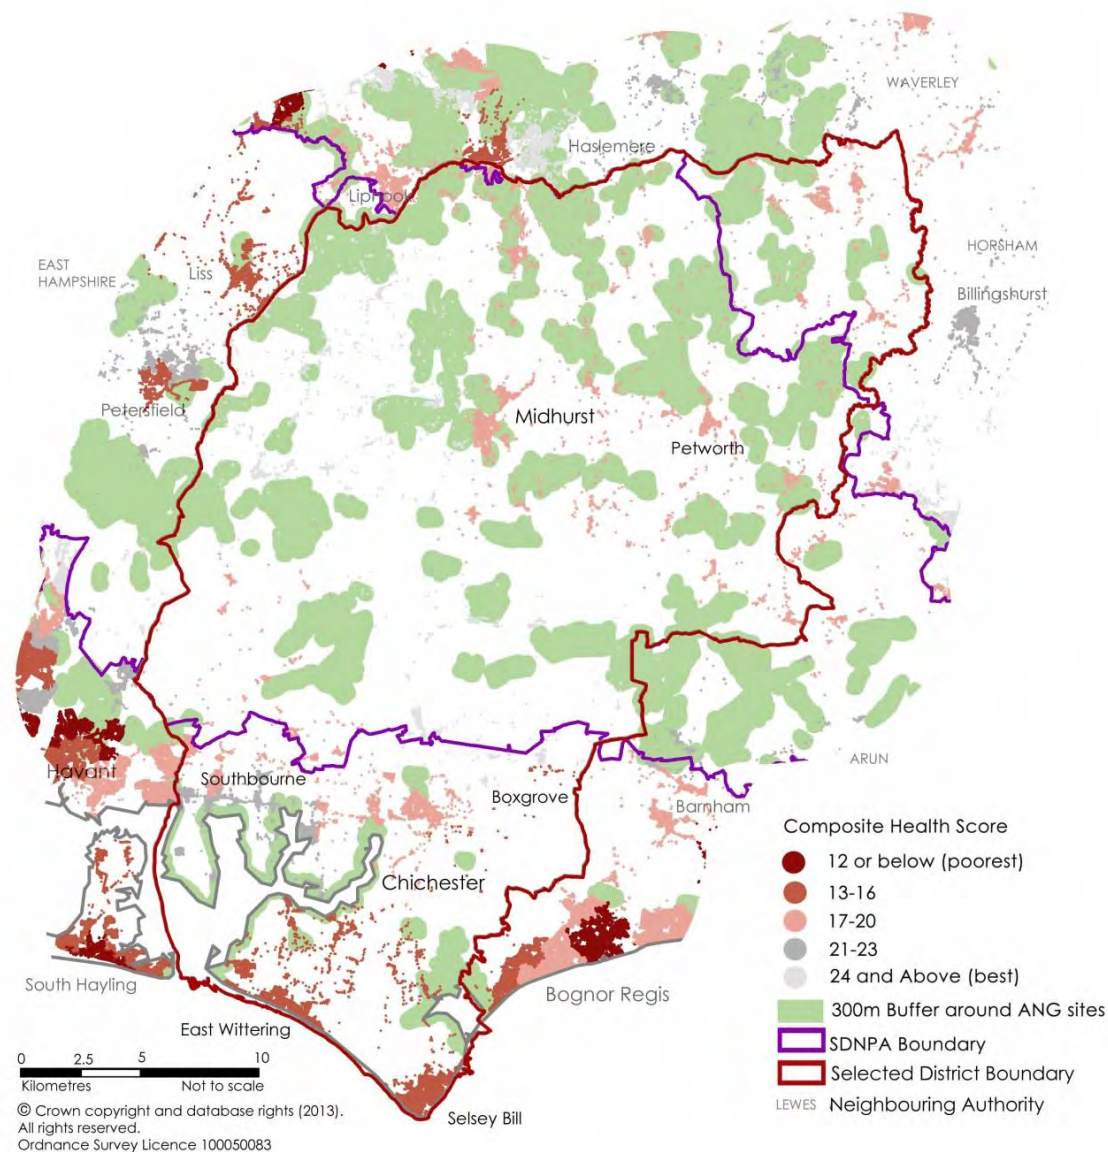 WAVERLEY
Haslemere
Liphook
HORSHAM
EAST
HAMPSHIRE
Liss
Billingshurst
Petersfield
Midhurst
Petworth
ARUN
Havant
Southbourne
Boxgrove
Barnham
Chichester
South Hayling
Bognor Regis
East Wittering
Selsey Bill
Composite Health Score
12 or below (poorest)
13-16
17-20
21-23
24 and Above (best)
300m Buffer around ANG sites
SDNPA Boundary
Selected District Boundary
LEWES Neighbouring Authority
0 2.5 5 10
Kilometres Not to scale
© Crown copyright and database rights (2013).
All rights reserved.
Ordnance Survey Licence 100050083